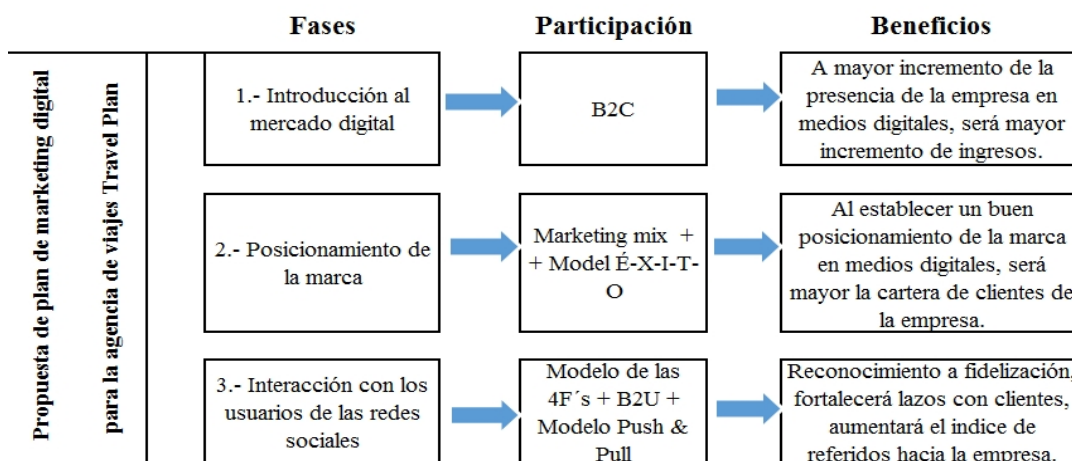 Fases
Participación
Beneficios
Propuesta de plan de marketing digital
para la agencia de viajes Travel Plan
1.- Introducción al
mercado digital
B2C
A mayor incremento de la
presencia de la empresa en
medios digitales, será mayor
incremento de ingresos.
2.- Posicionamiento de
la marca
Marketing mix +
+ Model É-X-I-T-
O
Al establecer un buen
posicionamiento de la marca
en medios digitales, será
mayor la cartera de clientes de
la empresa.
3.- Interacción con los
usuarios de las redes
sociales
Modelo de las
4F´s + B2U +
Modelo Push &
Pull
Reconocimiento a fidelización,
fortalecerá lazos con clientes,
aumentará el indice de
referidos hacia la empresa.